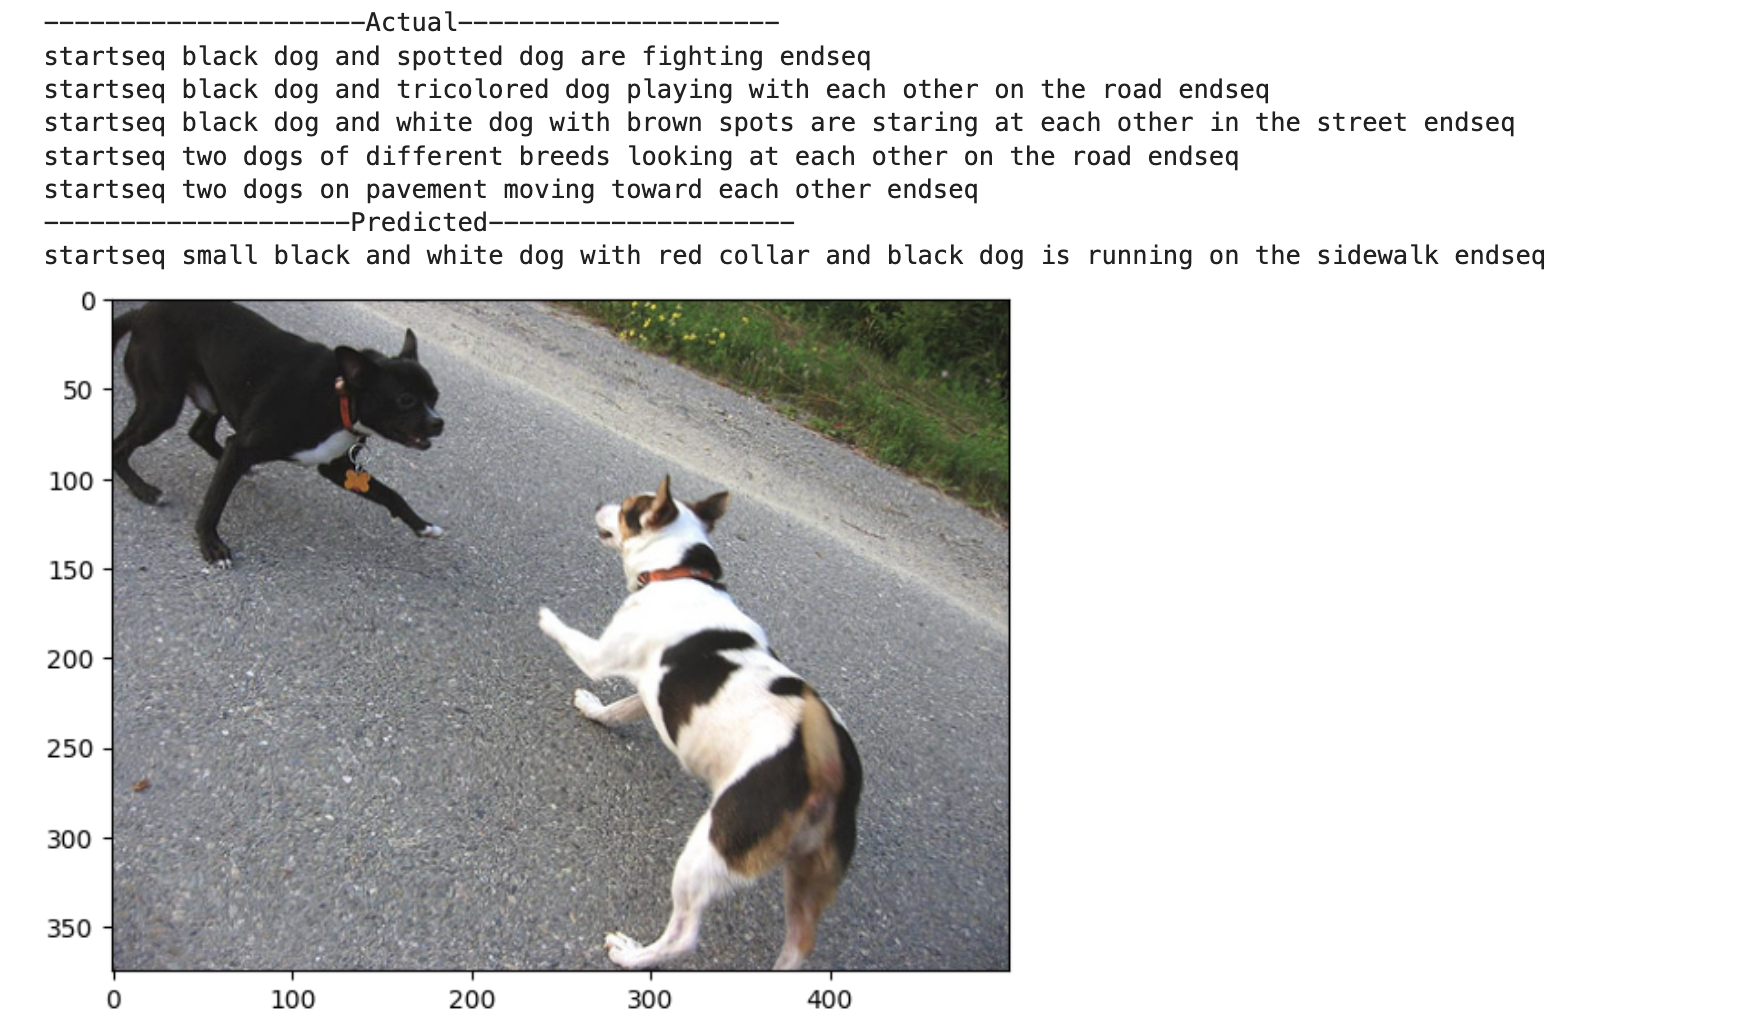 ---------------------Actual---------------------
startseq black dog and spotted dog are fighting endseq
startseq black dog and tricolored dog playing with each other on the road endseq
startseq black dog and white dog with brown spots are staring at each other in the street endseq
startseq two dogs of different breeds looking at each other on the road endseq
startseq two dogs on pavement moving toward each other endseq
--------------------Predicted--------------------
startseq small black and white dog with red collar and black dog is running on the sidewalk endseq
0
50
100
150
200
250
300
350
0 100 200 300 400